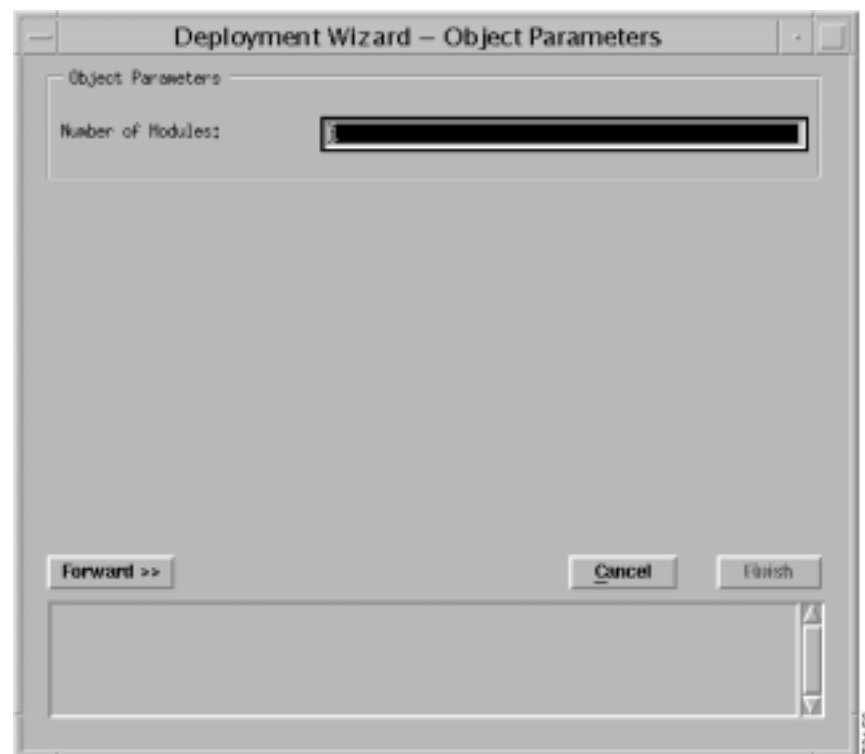 Deployment Wizard – Object Parameters
Object Parameters
Number of Modules:
Forward >>
Cancel
Finish